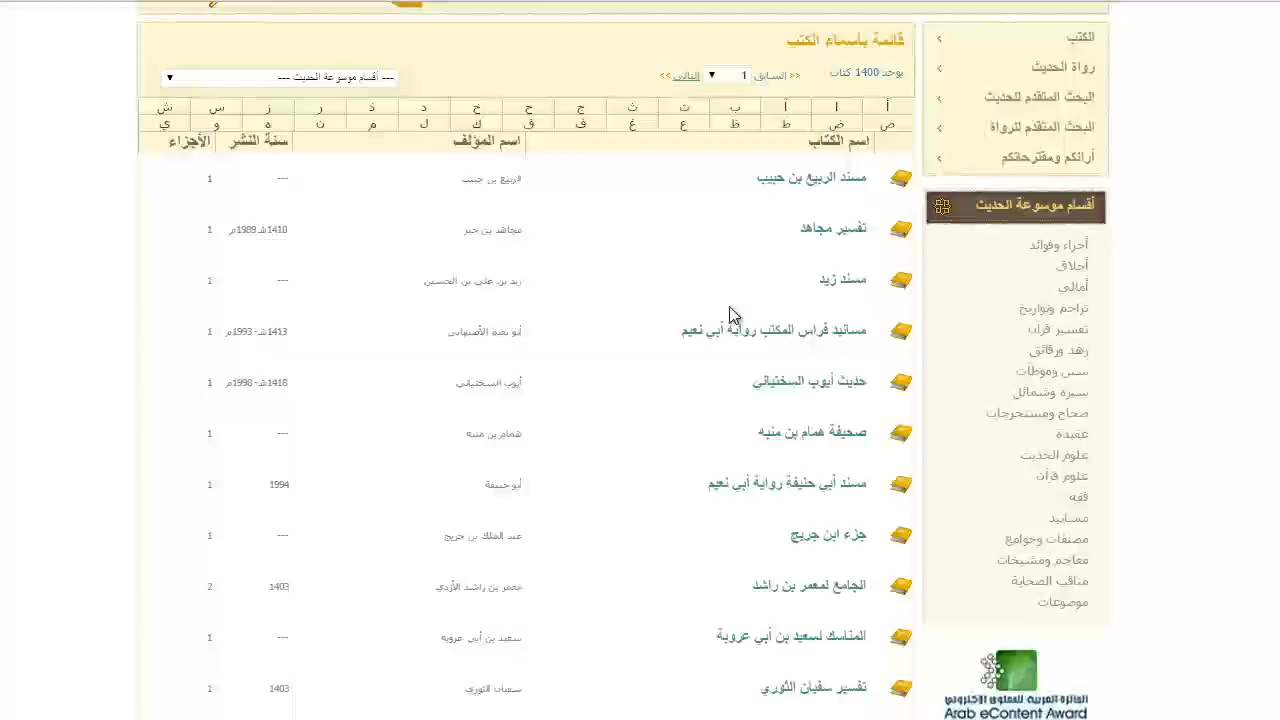 قائمة بأسماء الكتب
يوجد 1400 كتاب
<< السابق
1
التالي >>
--- أقسام موسوعة الحديث ---
أ إ آ ب ت ث ج ح خ د ذ ر ز س ش
ص ض ط ظ ع غ ف ق ك ل م ن ه و ي
اسم الكتاب اسم المؤلف سنة النشر الأجزاء
مسند الربيع بن حبيب الربيع بن حبيب --- 1
تفسير مجاهد مجاهد بن جبر 1410هـ 1989م 1
مسند زيد زيد بن علي بن الحسين --- 1
مسانيد فراس المكتب رواية أبي نعيم أبو نعيم الأصبهاني 1413هـ- 1993م 1
حديث أيوب السختياني أيوب السختياني 1418هـ- 1998م 1
صحيفة همام بن منبه همام بن منبه --- 1
مسند أبي حنيفة رواية أبي نعيم أبو حنيفة 1994 1
جزء ابن جريج عبد الملك بن جريج --- 1
الجامع لمعمر بن راشد معمر بن راشد الأزدي 1403 2
المناسك لسعيد بن أبي عروبة سعيد بن أبي عروبة --- 1
تفسير سفيان الثوري سفيان الثوري 1403 1
الكتب
رواة الحديث
البحث المتقدم للحديث
البحث المتقدم للرواة
أرائكم ومقترحاتكم
أقسام موسوعة الحديث
أجزاء وفوائد
أخلاق
أمالي
تراجم وتواريخ
تفسير قرآن
زهد ورقائق
سنن وموطآت
سيرة وشمائل
صحاح ومستخرجات
عقيدة
علوم الحديث
علوم قرآن
فقه
مسانيد
مصنفات وجوامع
معاجم ومشيخات
مناقب الصحابة
موضوعات
الجائزة العربية للمحتوى الإلكتروني
Arab eContent Award